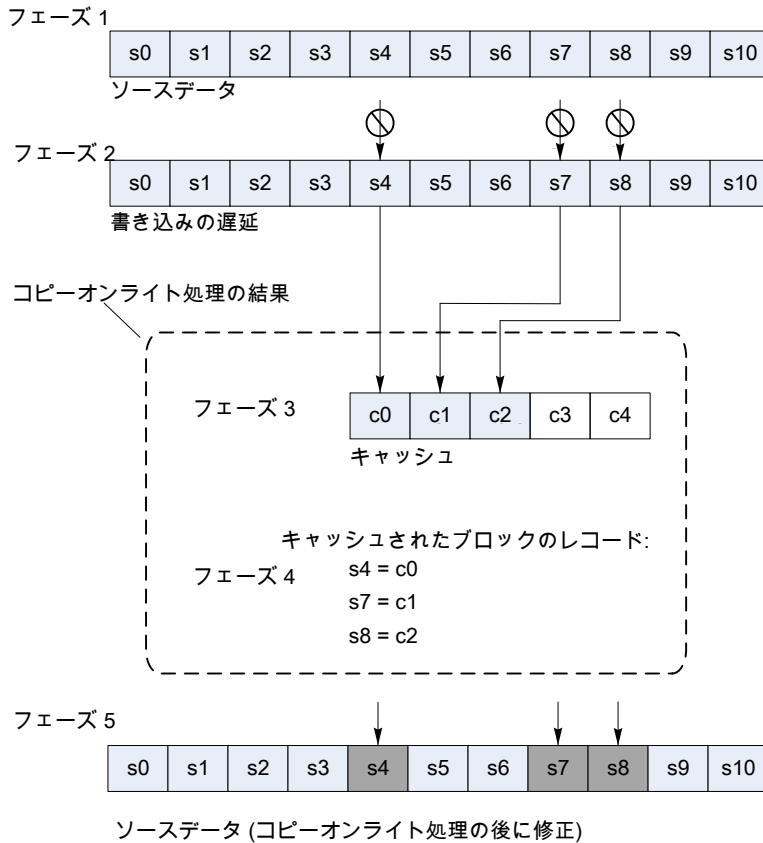 フェーズ 1
s0 s1 s2 s3 s4 s5 s6 s7 s8 s9 s10
ソースデータ
フェーズ 2
s0 s1 s2 s3 s4 s5 s6 s7 s8 s9 s10
書き込みの遅延
コピーオンライト処理の結果
フェーズ 3
c0 c1 c2 c3 c4
キャッシュ
キャッシュされたブロックのレコード:
フェーズ 4
s4 = c0
s7 = c1
s8 = c2
フェーズ 5
s0 s1 s2 s3 s4 s5 s6 s7 s8 s9 s10
ソースデータ (コピーオンライト処理の後に修正)